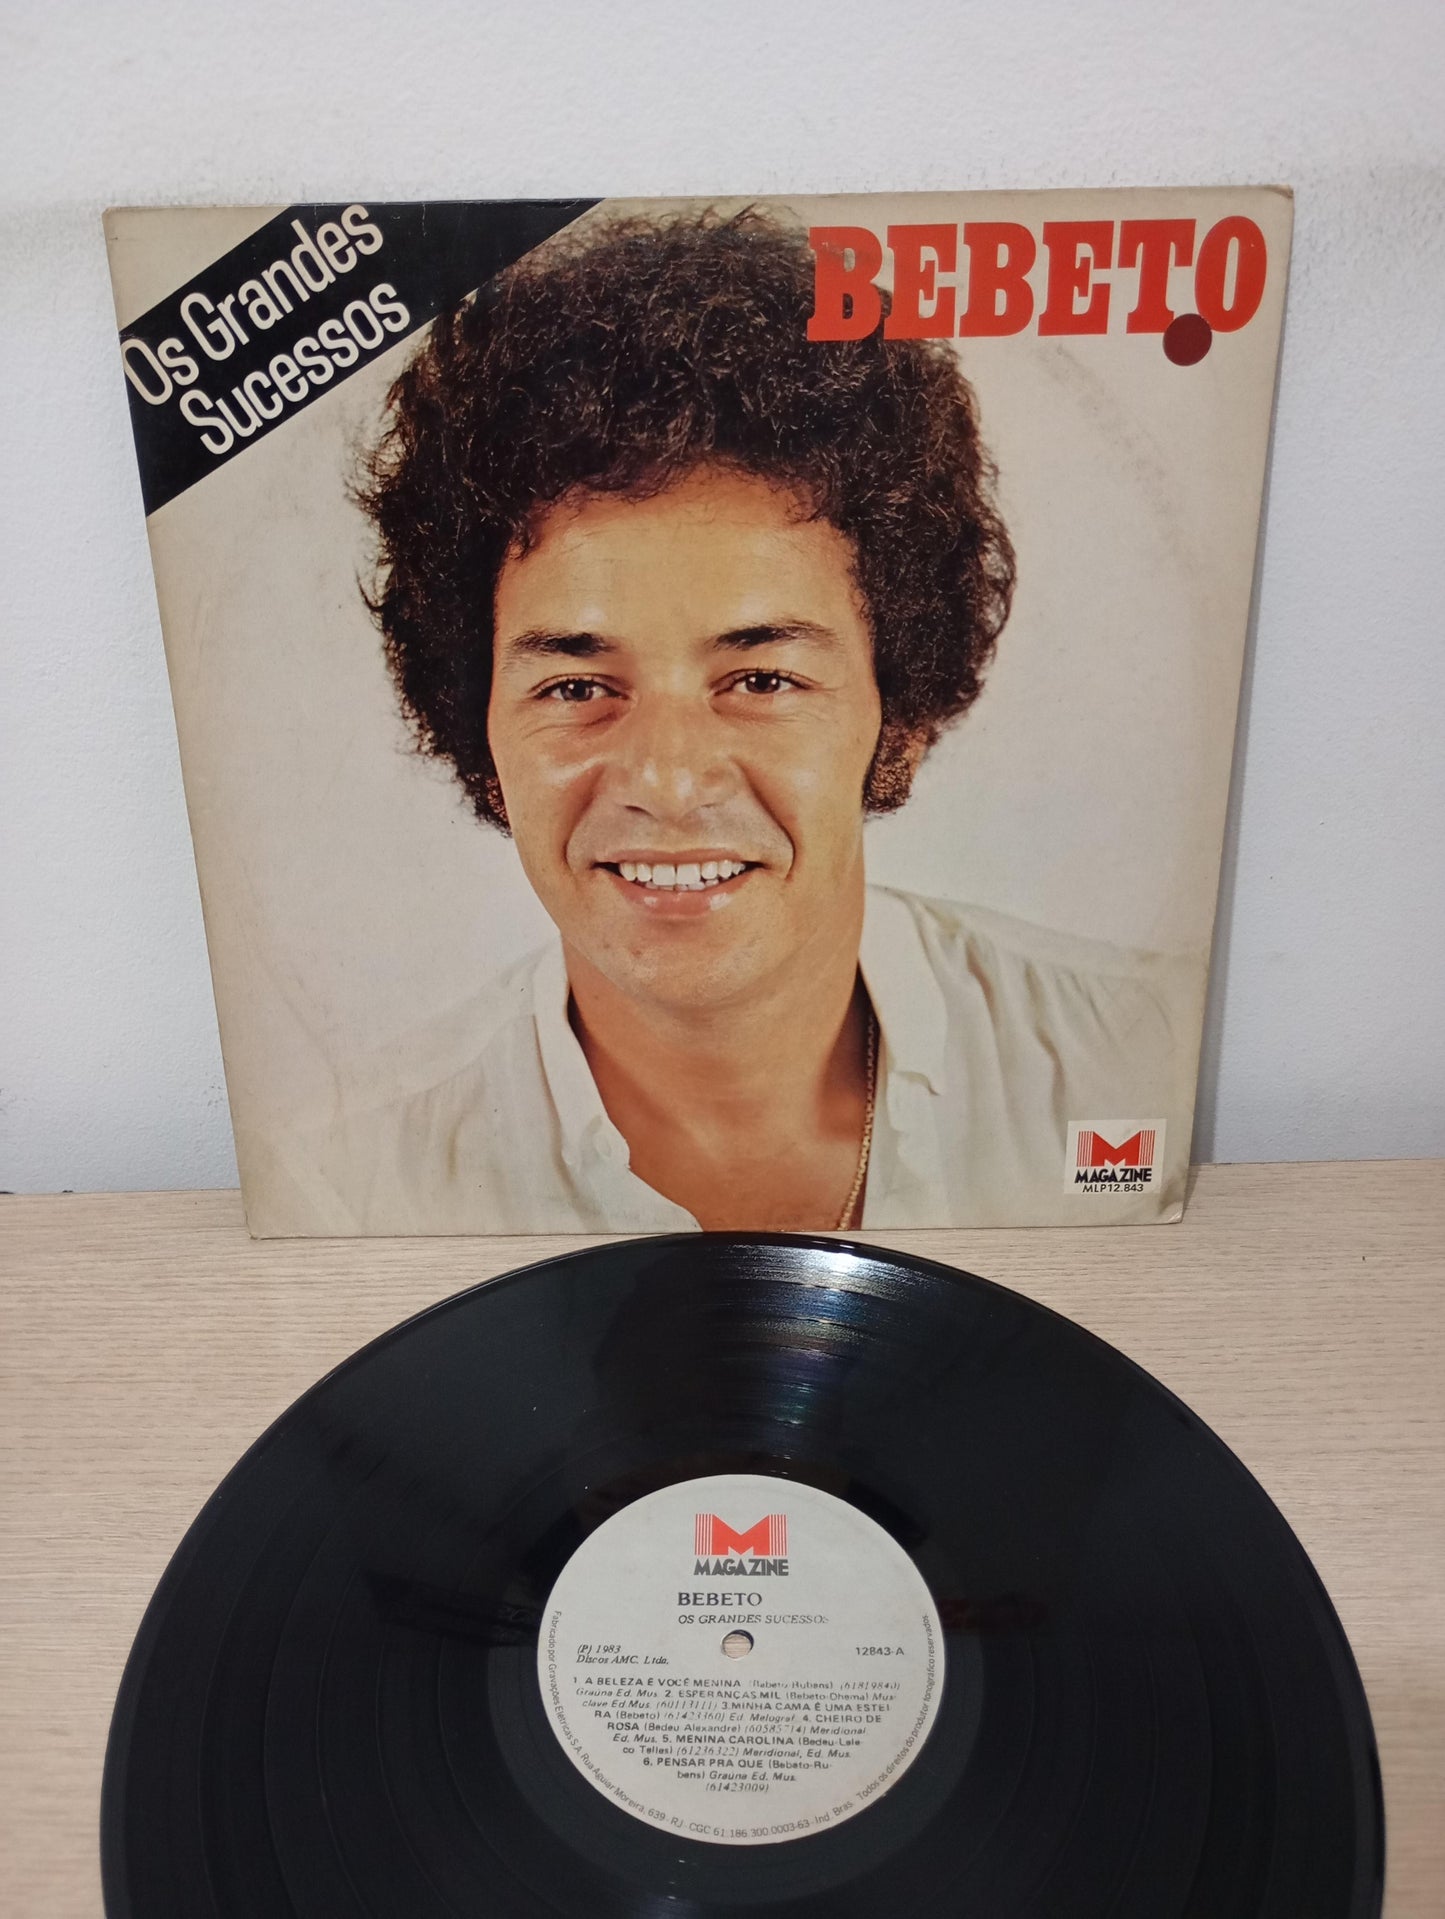 Os Grandes
Sucessos
BEBETO
MAGAZINE
MLP12.843
MAGAZINE
BEBETO
OS GRANDES SUCESSOS
(P) 1983
Discos AMC. Ltda.
12843-A
1. A BELEZA É VOCÊ MENINA (Bebeto-Rubens) (61819840)
Graúna Ed. Mus. 2. ESPERANÇAS MIL (Bebeto-Dhema) Mus-
clave Ed. Mus. (60113111) 3. MINHA CAMA É UMA ESTEI-
RA (Bebeto) (61423360) Ed. Melograf. 4. CHEIRO DE
ROSA (Bedeu-Alexandre) (60585714) Meridional,
Ed. Mus. 5. MENINA CAROLINA (Bedeu-Lele-
co Telles) (61236322) Meridional, Ed. Mus.
6. PENSAR PRA QUE (Bebeto-Ru-
bens) Graúna Ed. Mus.
(61423009)
Fabricado por Gravações Elétricas S.A. Rua Aguiar Moreira, 639 - RJ - CGC 61.186.300.0003-63 - Ind. Bras. Todos os direitos do produtor fonográfico reservados.